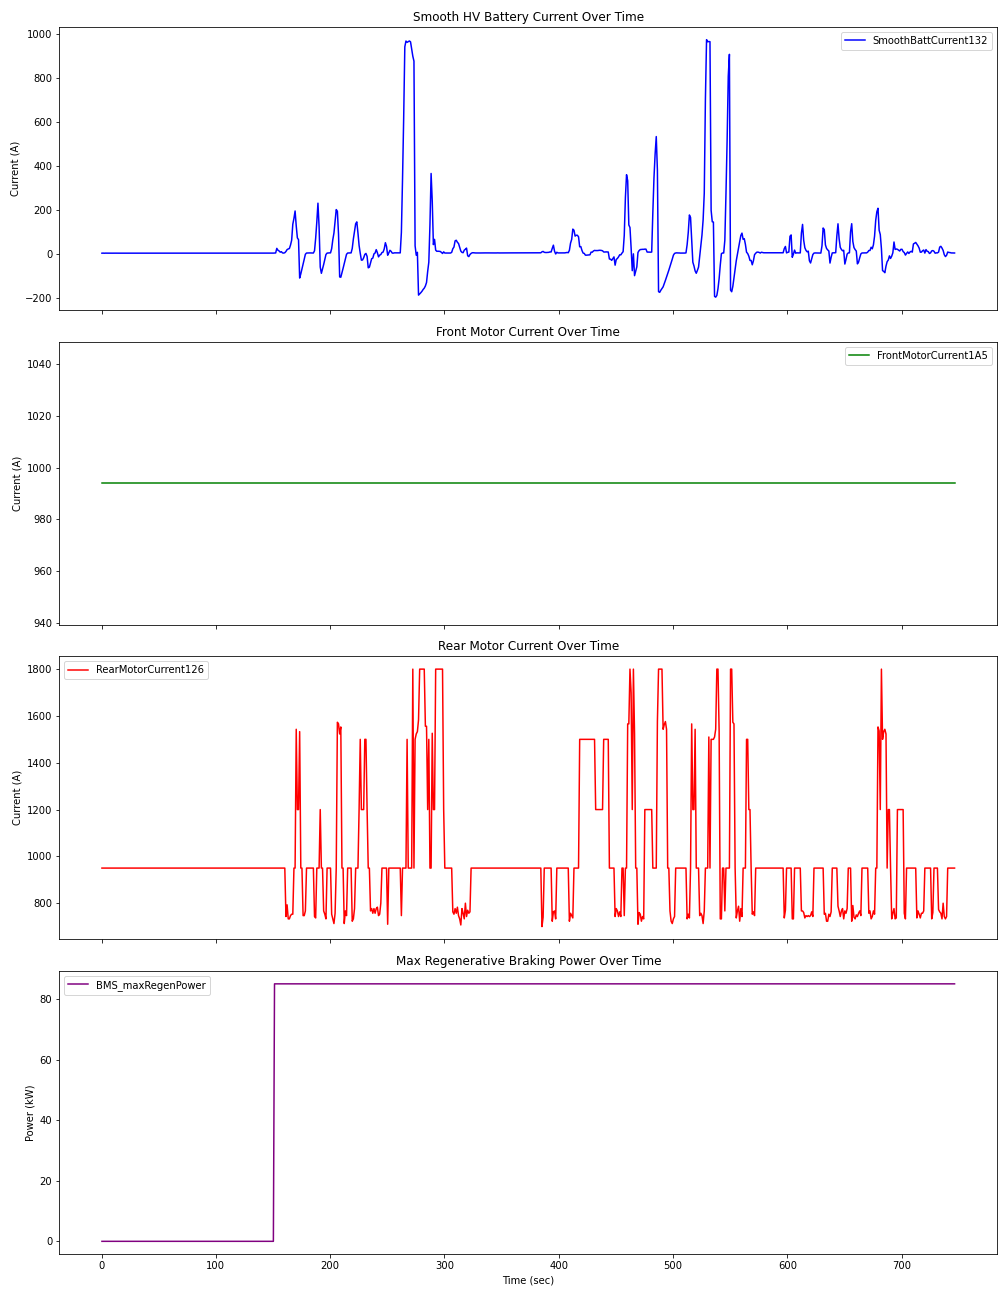 Smooth HV Battery Current Over Time
SmoothBattCurrent132
Current (A)
1000
800
600
400
200
0
−200
Front Motor Current Over Time
FrontMotorCurrent1A5
Current (A)
1040
1020
1000
980
960
940
Rear Motor Current Over Time
RearMotorCurrent126
Current (A)
1800
1600
1400
1200
1000
800
Max Regenerative Braking Power Over Time
BMS_maxRegenPower
Power (kW)
80
60
40
20
0
0 100 200 300 400 500 600 700
Time (sec)